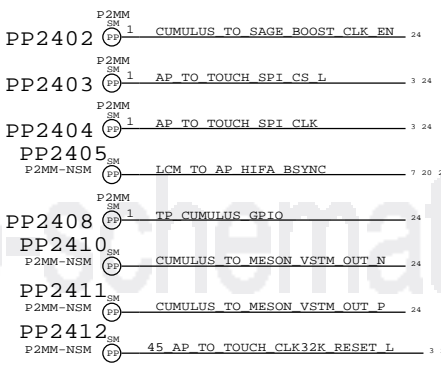 P2MM
SM
PP2402 PP 1 CUMULUS_TO_SAGE_BOOST_CLK_EN 24
P2MM
SM
PP2403 PP 1 AP_TO_TOUCH_SPI_CS_L 3 24
P2MM
SM
PP2404 PP 1 AP_TO_TOUCH_SPI_CLK 3 24
PP2405
SM
P2MM-NSM PP LCM_TO_AP_HIFA_BSYNC 7 20 2
P2MM
SM
PP2408 PP 1 TP_CUMULUS_GPIO 24
PP2410
SM
P2MM-NSM PP CUMULUS_TO_MESON_VSTM_OUT_N 24
PP2411
SM
P2MM-NSM PP CUMULUS_TO_MESON_VSTM_OUT_P 24
PP2412
SM
P2MM-NSM PP 45_AP_TO_TOUCH_CLK32K_RESET_L 3
-schemat